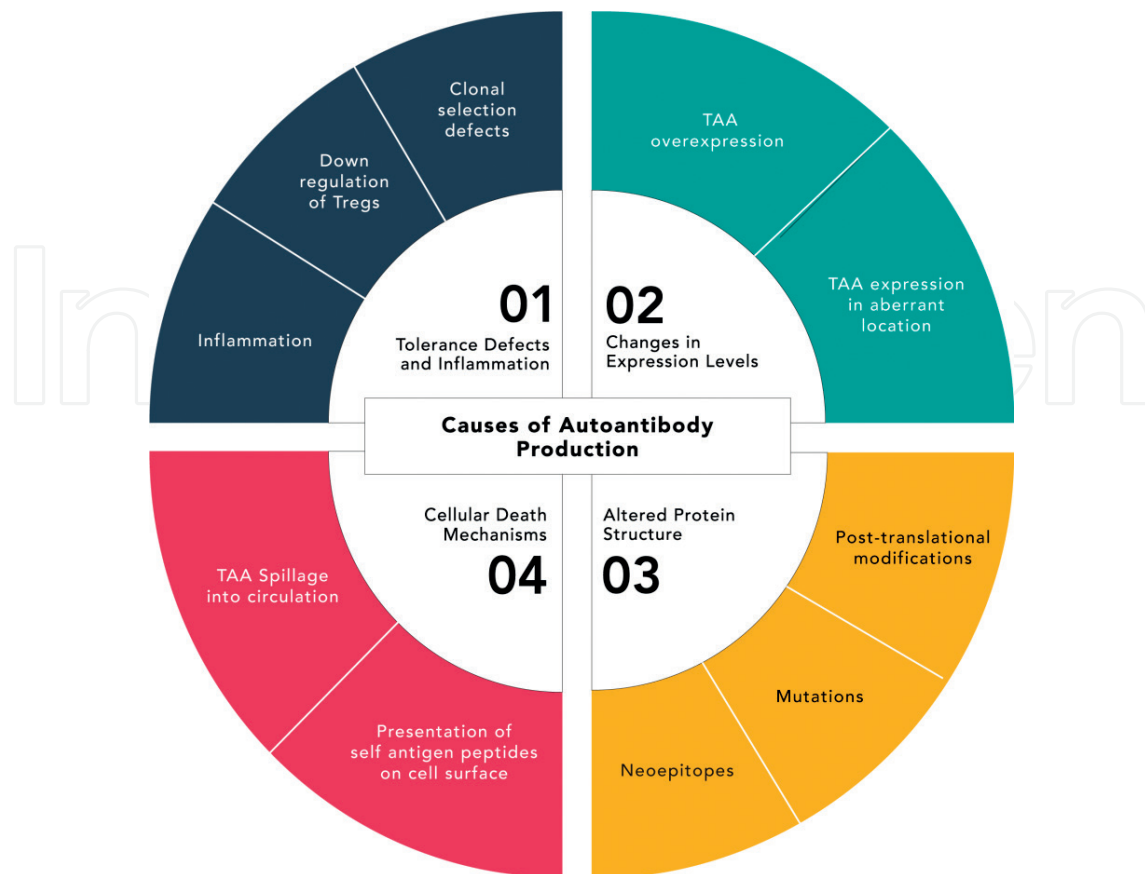 Clonal
selection
defects
Down
regulation
of Tregs
Inflammation
01
Tolerance Defects
and Inflammation
TAA
overexpression
TAA expression
in aberrant
location
02
Changes in
Expression Levels
Causes of Autoantibody
Production
Cellular Death
Mechanisms
04
TAA Spillage
into circulation
Presentation of
self antigen peptides
on cell surface
Altered Protein
Structure
03
Post-translational
modifications
Mutations
Neoepitopes